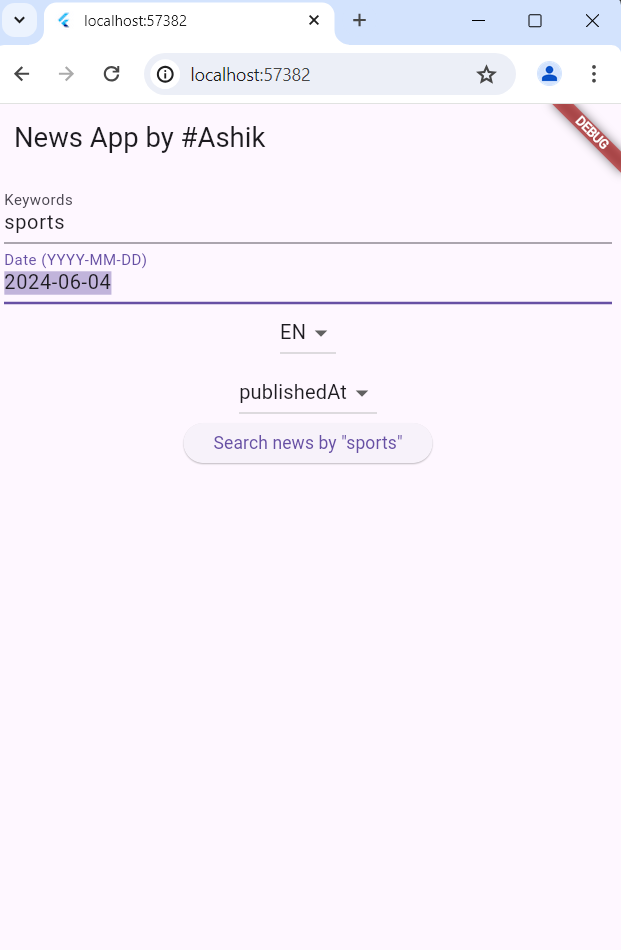 localhost:57382
localhost:57382
DEBUG
News App by #Ashik
Keywords
sports
Date (YYYY-MM-DD)
2024-06-04
EN
publishedAt
Search news by "sports"